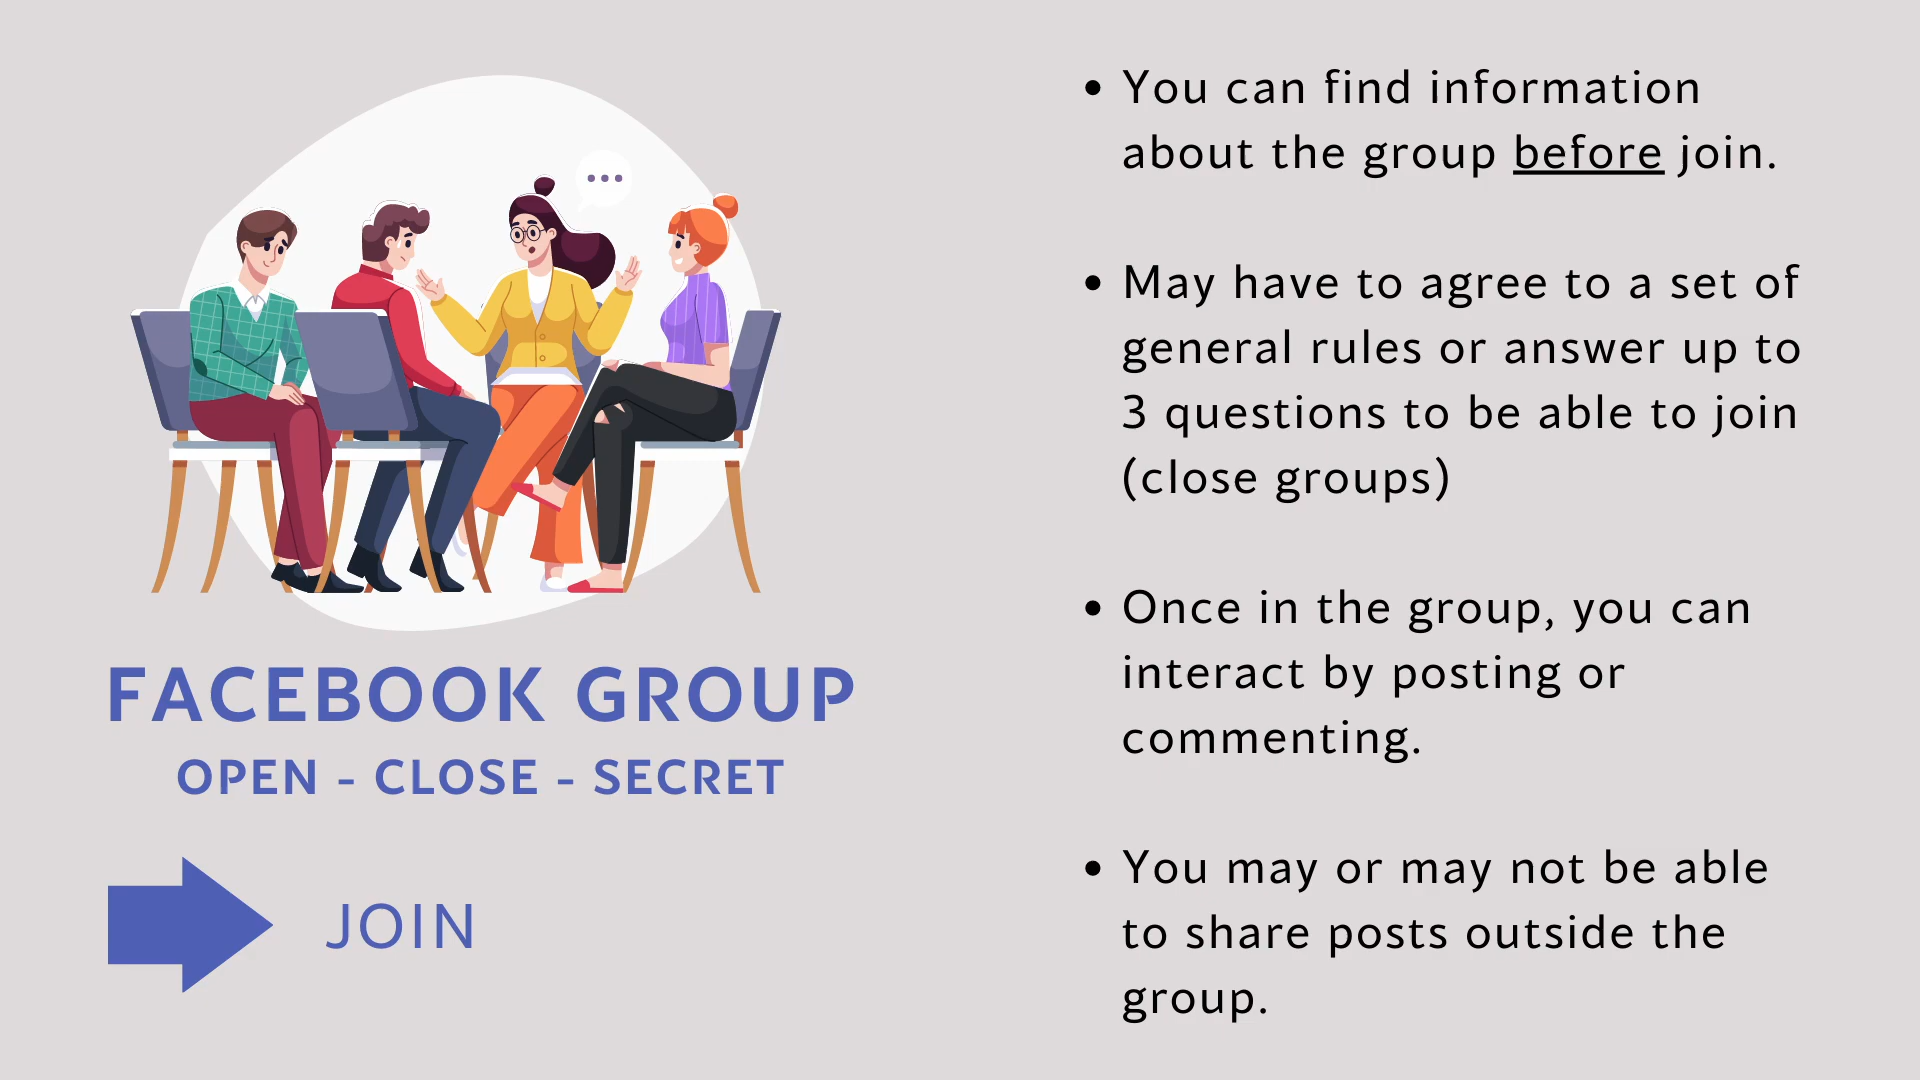 FACEBOOK GROUP
OPEN - CLOSE - SECRET
JOIN
• You can find information
about the group before join.
• May have to agree to a set of
general rules or answer up to
3 questions to be able to join
(close groups)
• Once in the group, you can
interact by posting or
commenting.
• You may or may not be able
to share posts outside the
group.